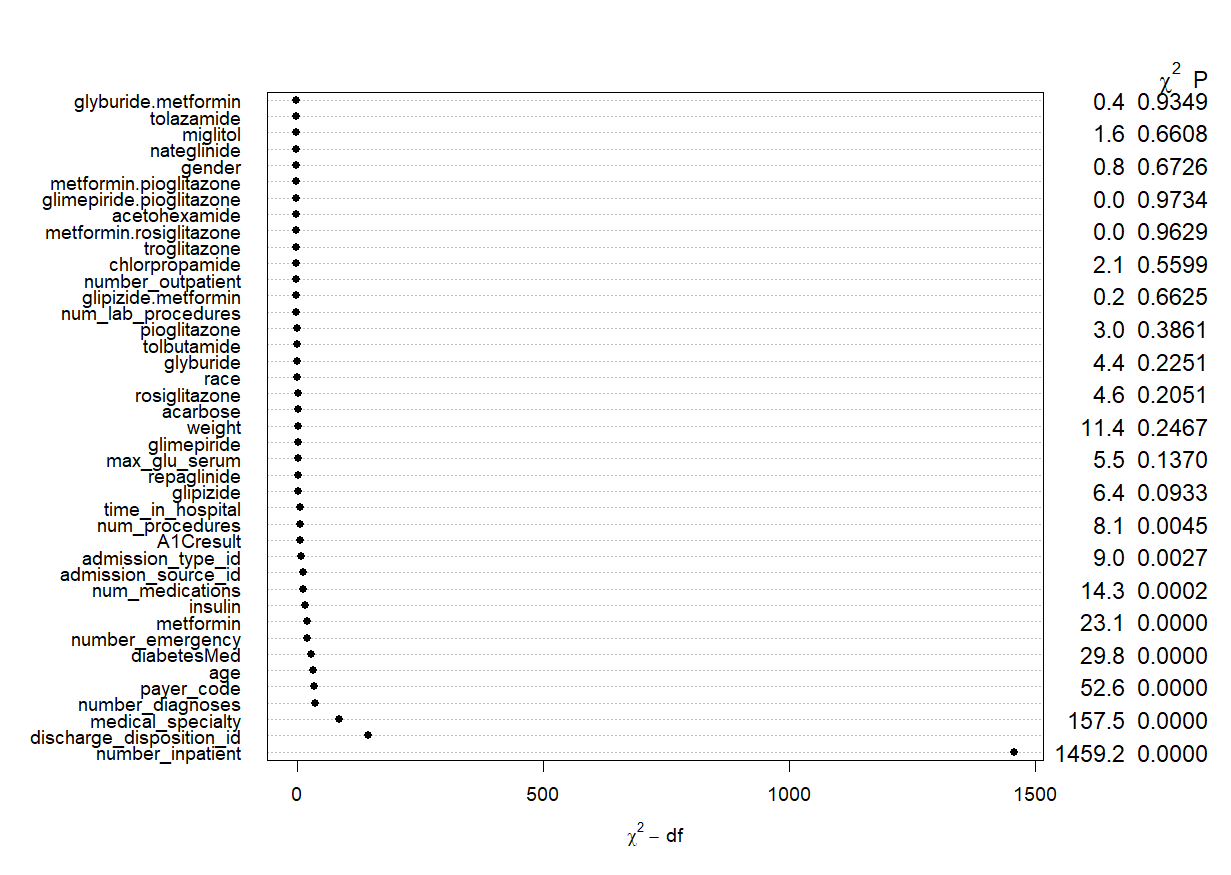 χ2 P
glyburide.metformin 0.4 0.9349
tolazamide
miglitol 1.6 0.6608
nateglinide
gender 0.8 0.6726
metformin.pioglitazone
glimepiride.pioglitazone 0.0 0.9734
acetohexamide
metformin.rosiglitazone 0.0 0.9629
troglitazone
chlorpropamide 2.1 0.5599
number_outpatient
glipizide.metformin 0.2 0.6625
num_lab_procedures
pioglitazone 3.0 0.3861
tolbutamide
glyburide 4.4 0.2251
race
rosiglitazone 4.6 0.2051
acarbose
weight 11.4 0.2467
glimepiride
max_glu_serum 5.5 0.1370
repaglinide
glipizide 6.4 0.0933
time_in_hospital
num_procedures 8.1 0.0045
A1Cresult
admission_type_id 9.0 0.0027
admission_source_id
num_medications 14.3 0.0002
insulin
metformin 23.1 0.0000
number_emergency
diabetesMed 29.8 0.0000
age
payer_code 52.6 0.0000
number_diagnoses
medical_specialty 157.5 0.0000
discharge_disposition_id
number_inpatient 1459.2 0.0000
0 500 1000 1500
χ2 − df